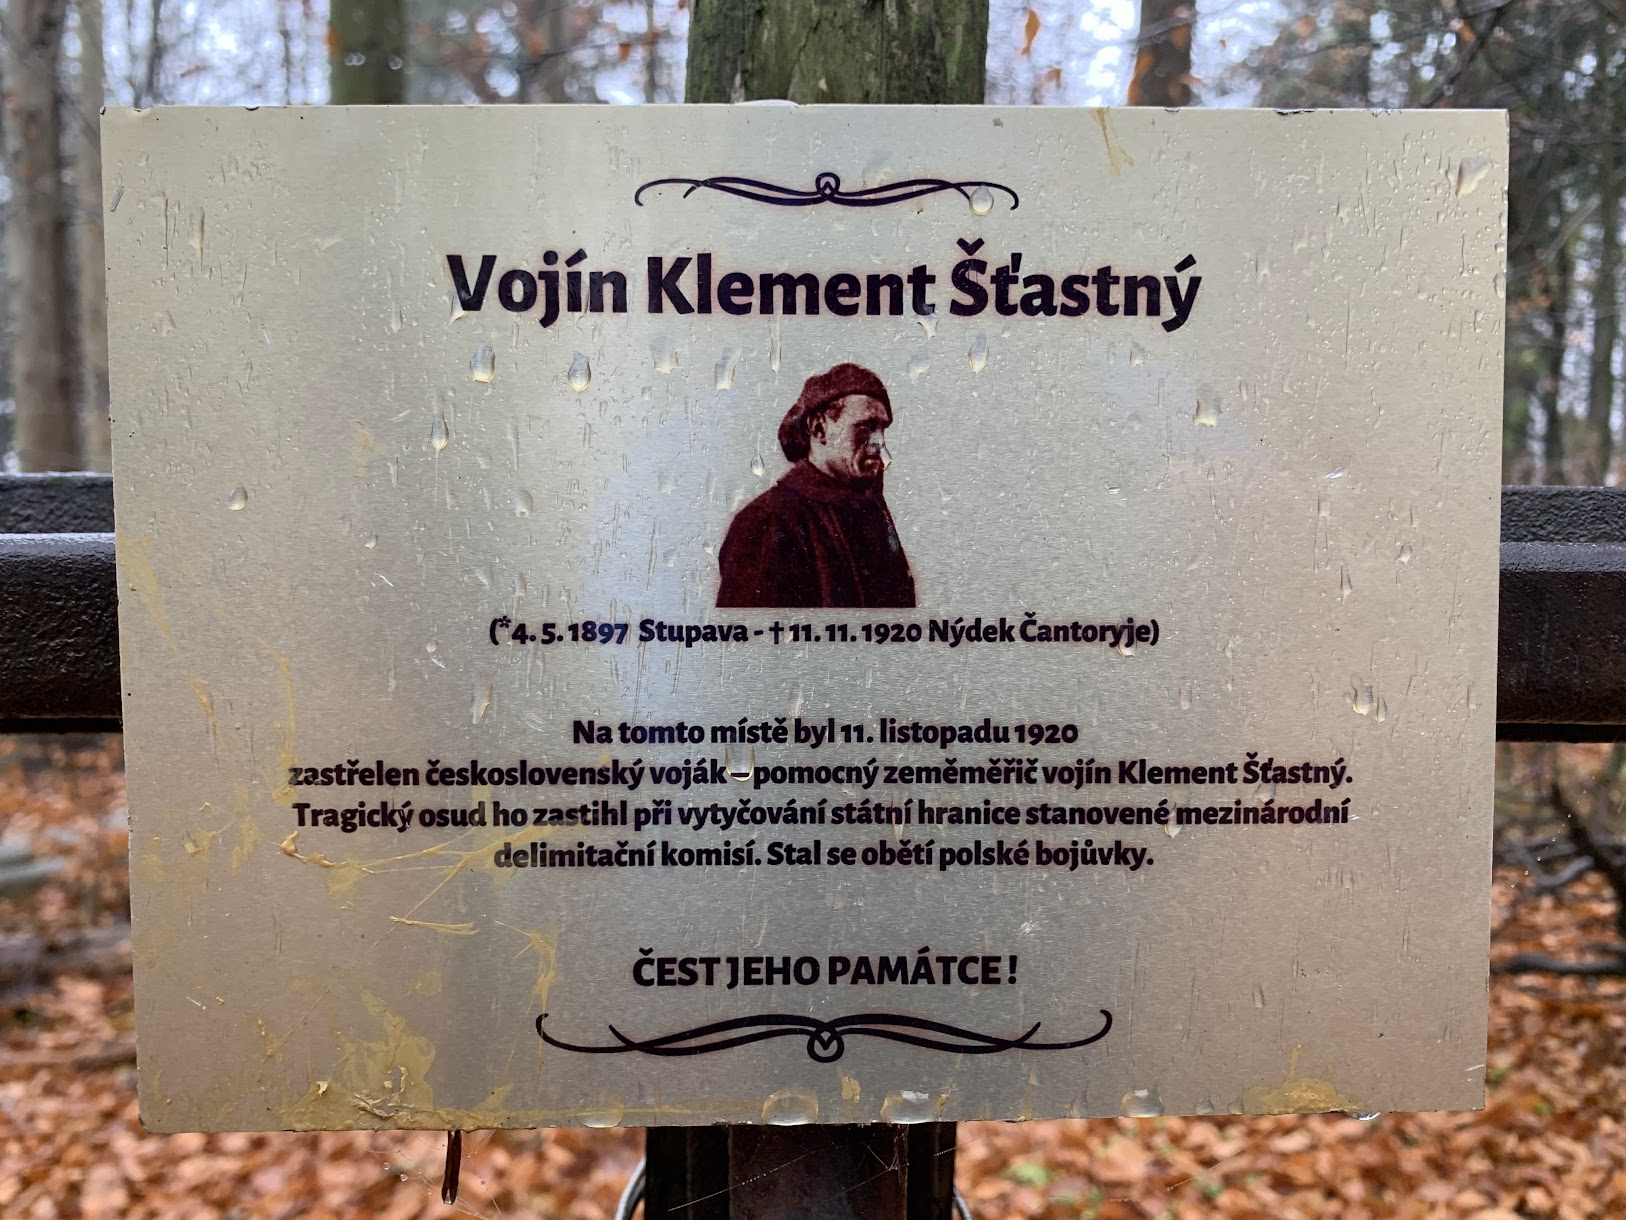 Vojín Klement Šťastný
(*4. 5. 1897 Stupava - † 11. 11. 1920 Nýdek Čantoryje)
Na tomto místě byl 11. listopadu 1920
zastřelen československý voják – pomocný zeměměřič vojín Klement Šťastný.
Tragický osud ho zastihl při vytyčování státní hranice stanovené mezinárodní
delimitační komisí. Stal se obětí polské bojůvky.
ČEST JEHO PAMÁTCE !